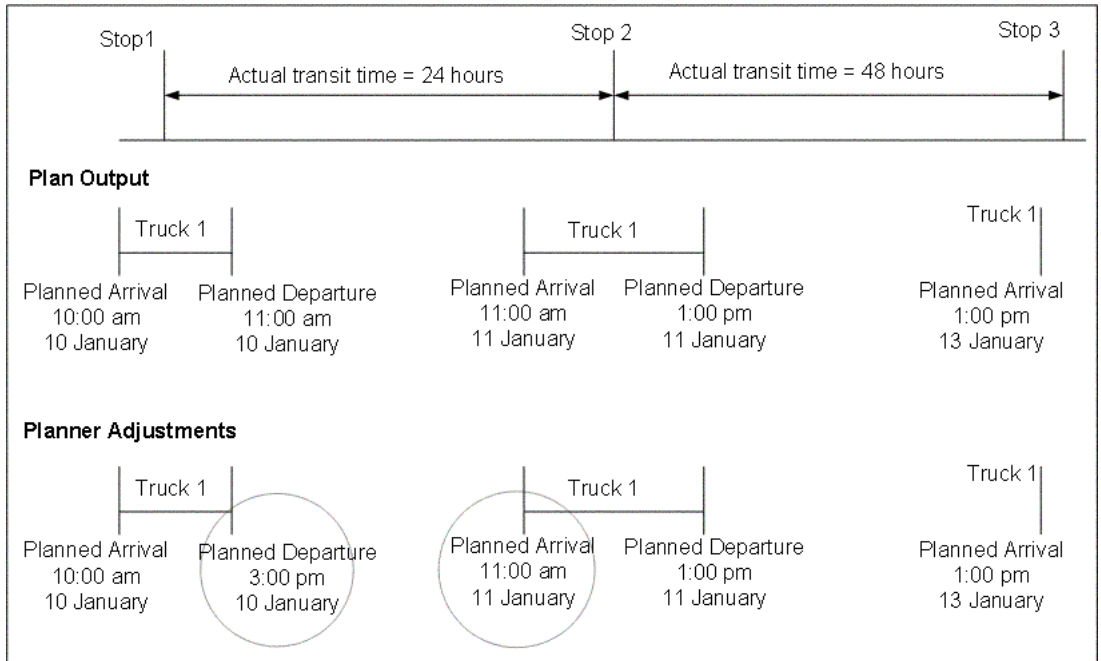 Stop1
Stop 2
Stop 3
Actual transit time = 24 hours
Actual transit time = 48 hours
Plan Output
Truck 1
Truck 1
Truck 1
Planned Arrival
10:00 am
10 January
Planned Departure
11:00 am
10 January
Planned Arrival
11:00 am
11 January
Planned Departure
1:00 pm
11 January
Planned Arrival
1:00 pm
13 January
Planner Adjustments
Truck 1
Truck 1
Truck 1
Planned Arrival
10:00 am
10 January
Planned Departure
3:00 pm
10 January
Planned Arrival
11:00 am
11 January
Planned Departure
1:00 pm
11 January
Planned Arrival
1:00 pm
13 January